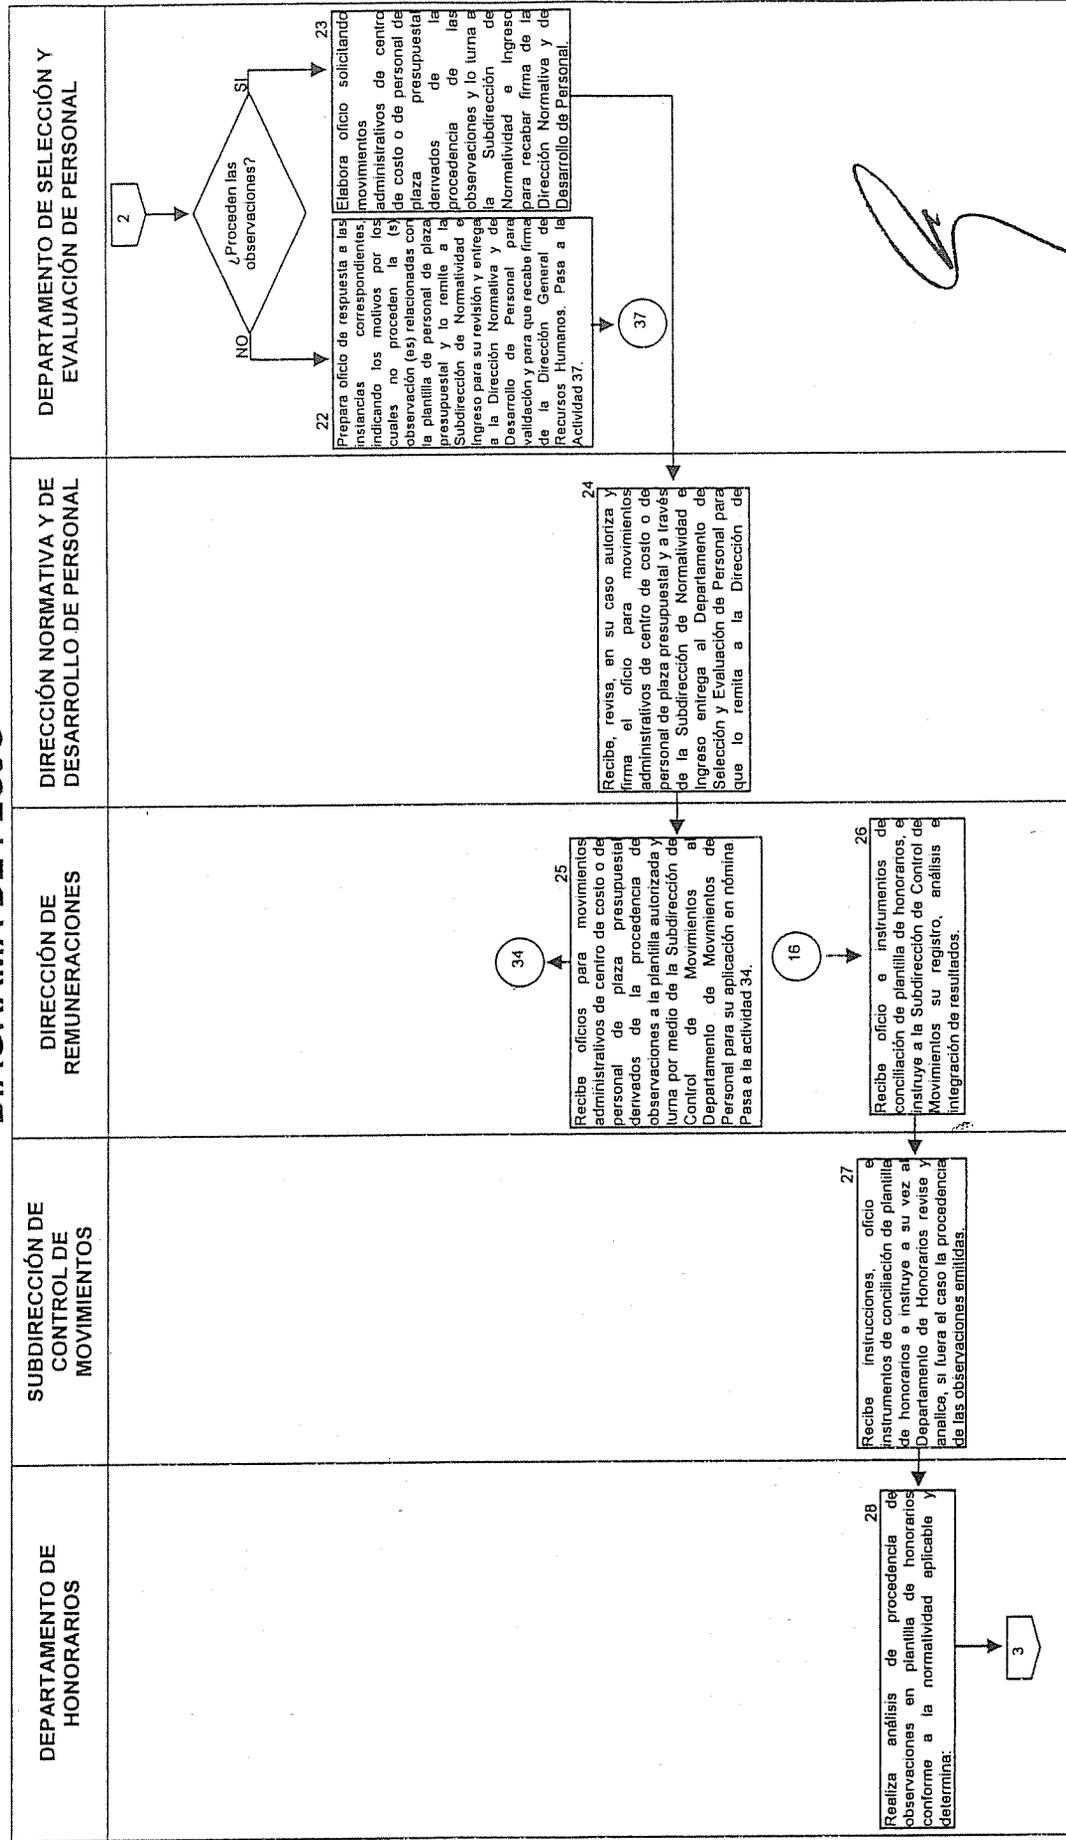 DIAGRAMA DE FLUJO
DEPARTAMENTO DE
HONORARIOS
SUBDIRECCIÓN DE
CONTROL DE
MOVIMIENTOS
DIRECCIÓN DE
REMUNERACIONES
DIRECCIÓN NORMATIVA Y DE
DESARROLLO DE PERSONAL
DEPARTAMENTO DE SELECCIÓN Y
EVALUACIÓN DE PERSONAL
2
¿Proceden las
observaciones?
NO
SI
22
Prepara oficio de respuesta a las
instancias correspondientes,
indicando los motivos por los
cuales no proceden la (s)
observación (es) relacionadas con
la plantilla de personal de plaza
presupuestal y lo remite a la
Subdirección de Normatividad e
Ingreso para su revisión y entrega
a la Dirección Normativa y de
Desarrollo de Personal para
validación y para que recabe firma
de la Dirección General de
Recursos Humanos. Pasa a la
Actividad 37.
37
23
Elabora oficio solicitando
movimientos
administrativos de centro
de costo o de personal de
plaza presupuestal
derivados de la
procedencia de las
observaciones y lo turna a
la Subdirección de
Normatividad e Ingreso
para recabar firma de la
Dirección Normativa y de
Desarrollo de Personal.
24
Recibe, revisa, en su caso autoriza y
firma el oficio para movimientos
administrativos de centro de costo o de
personal de plaza presupuestal y a través
de la Subdirección de Normatividad e
Ingreso entrega al Departamento de
Selección y Evaluación de Personal para
que lo remita a la Dirección de
34
25
Recibe oficios para movimientos
administrativos de centro de costo o de
personal de plaza presupuestal
derivados de la procedencia de
observaciones a la plantilla autorizada y
turna por medio de la Subdirección de
Control de Movimientos al
Departamento de Movimientos de
Personal para su aplicación en nómina.
Pasa a la actividad 34.
16
26
Recibe oficio e instrumentos de
conciliación de plantilla de honorarios, e
instruye a la Subdirección de Control de
Movimientos su registro, análisis e
integración de resultados.
27
Recibe instrucciones, oficio e
instrumentos de conciliación de plantilla
de honorarios e instruye a su vez al
Departamento de Honorarios revise y
analice, si fuera el caso la procedencia
de las observaciones emitidas.
28
Realiza análisis de procedencia de
observaciones en plantilla de honorarios
conforme a la normatividad aplicable y
determina:
3